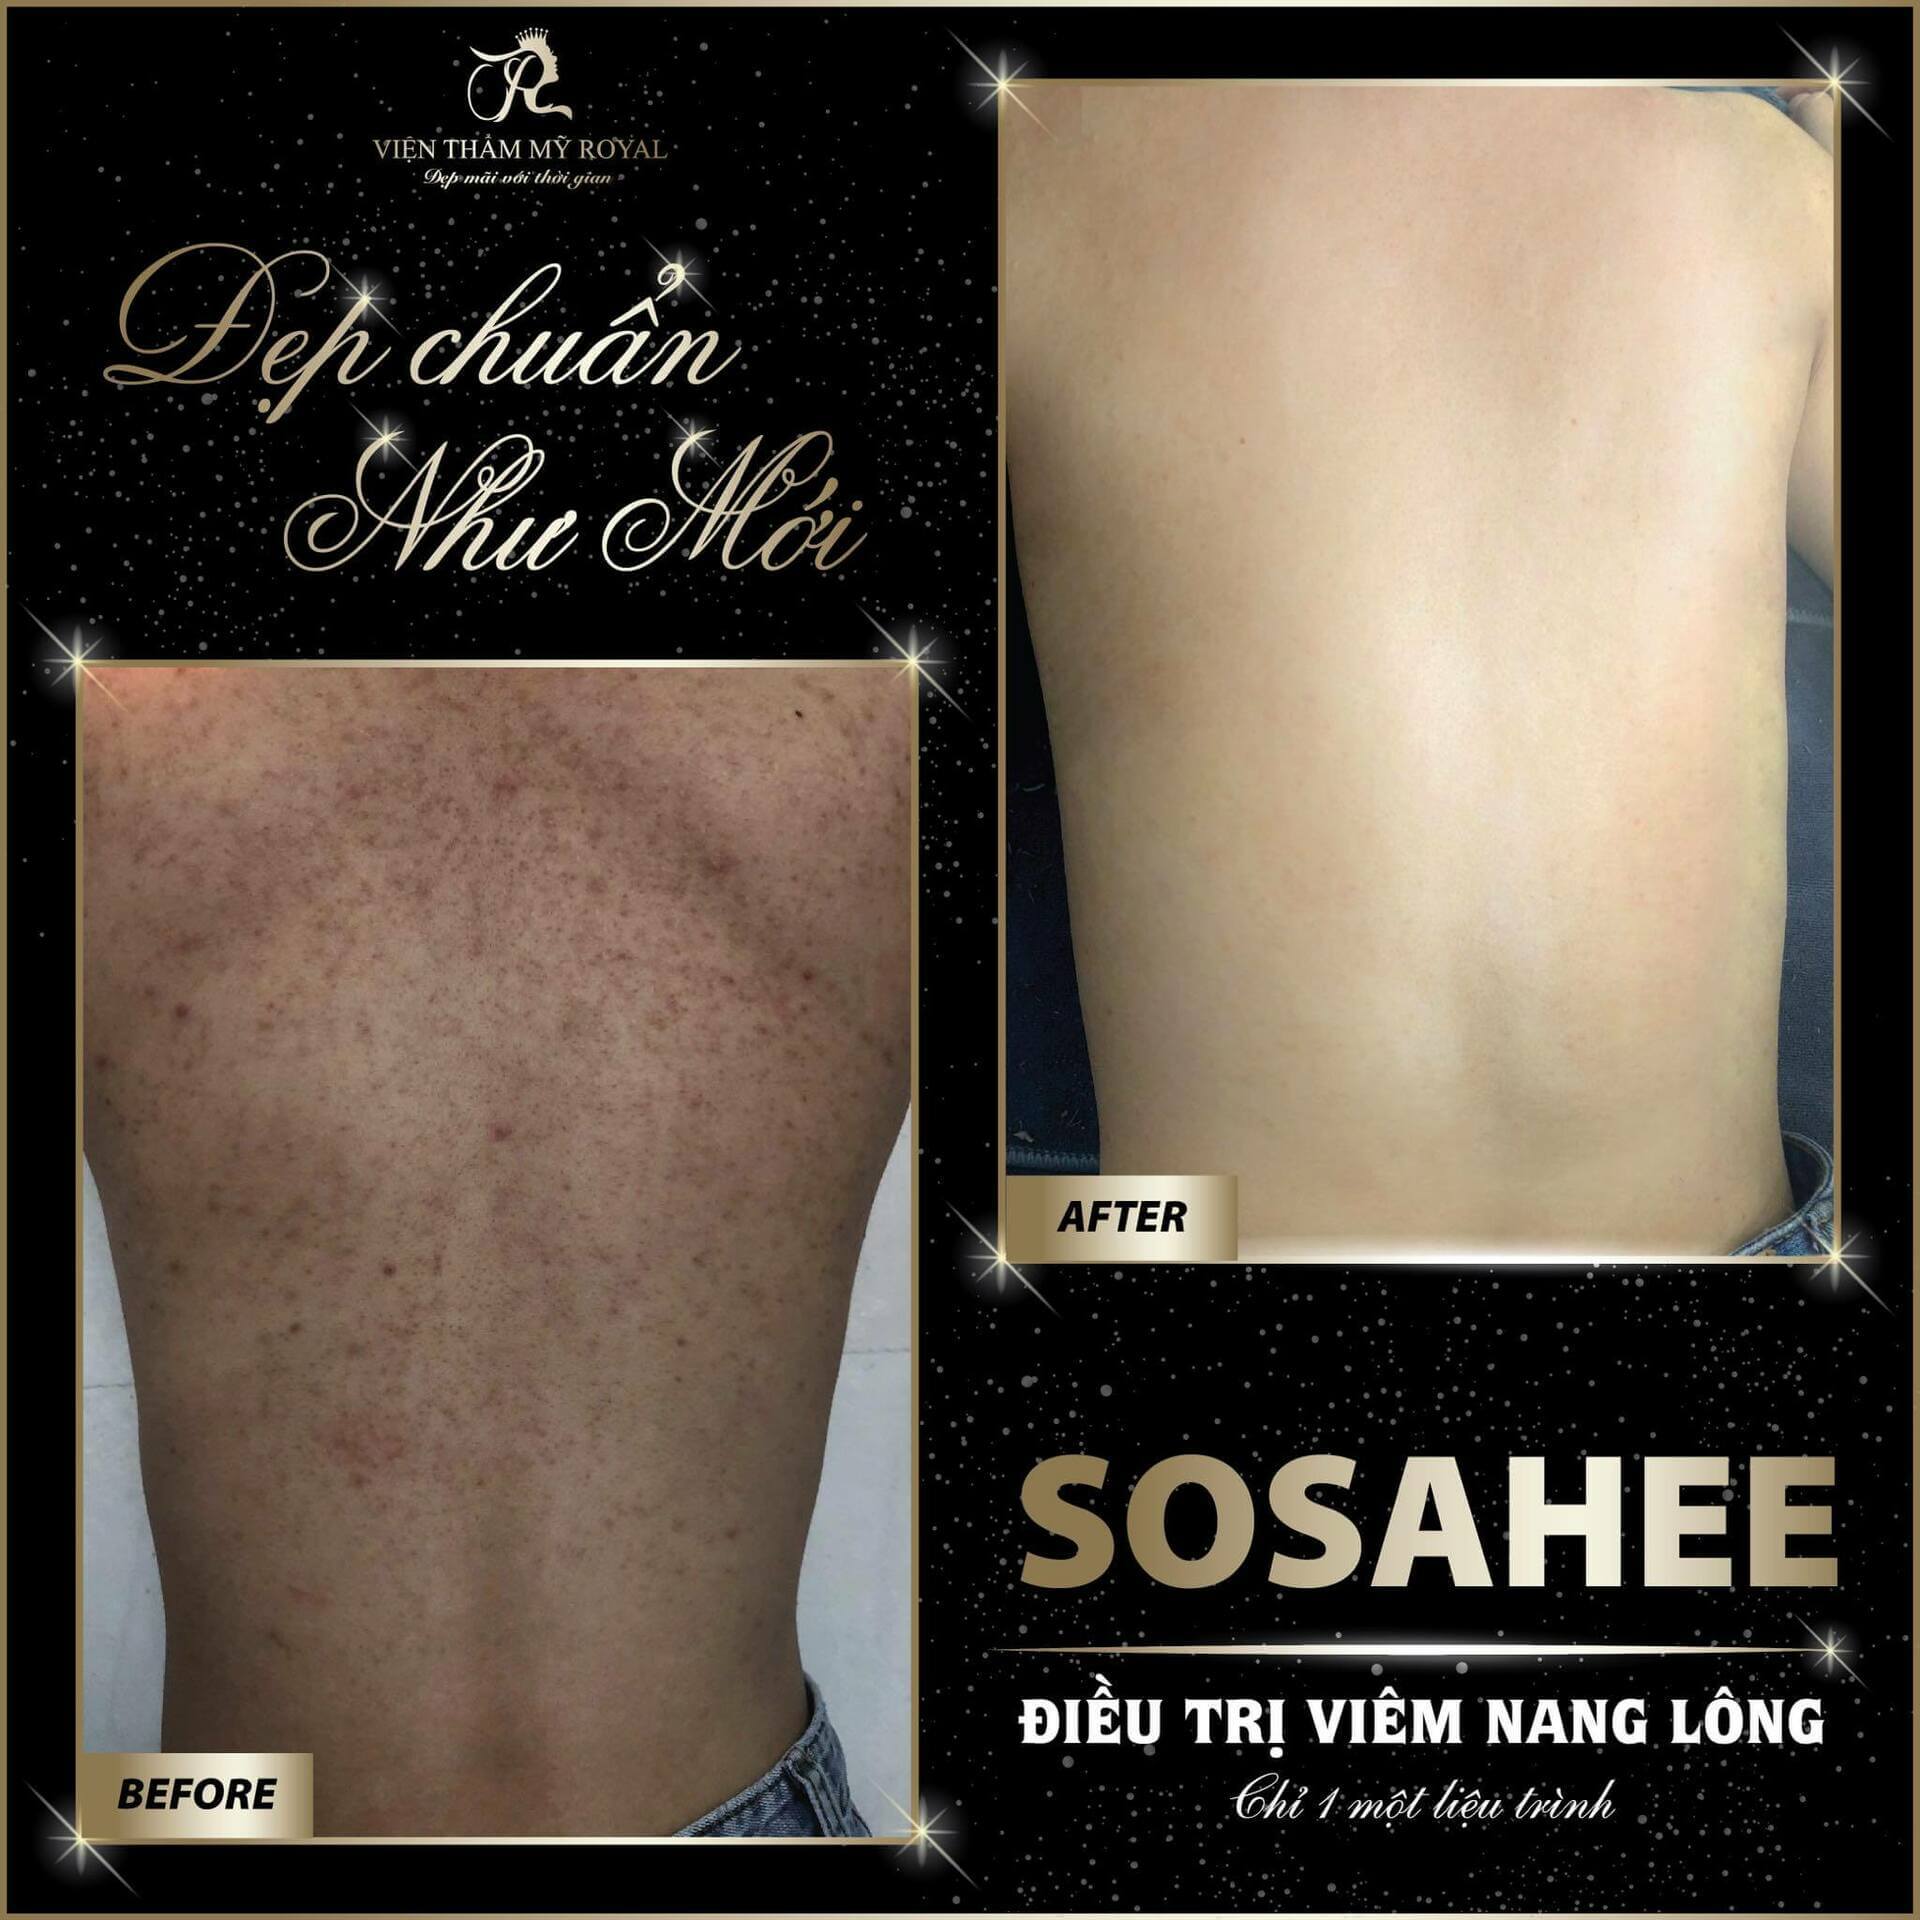 VIỆN THẨM MỸ ROYAL
Đẹp mãi với thời gian
Đẹp chuẩn
Như Mới
AFTER
BEFORE
SOSAHEE
ĐIỀU TRỊ VIÊM NANG LÔNG
Chỉ 1 một liệu trình